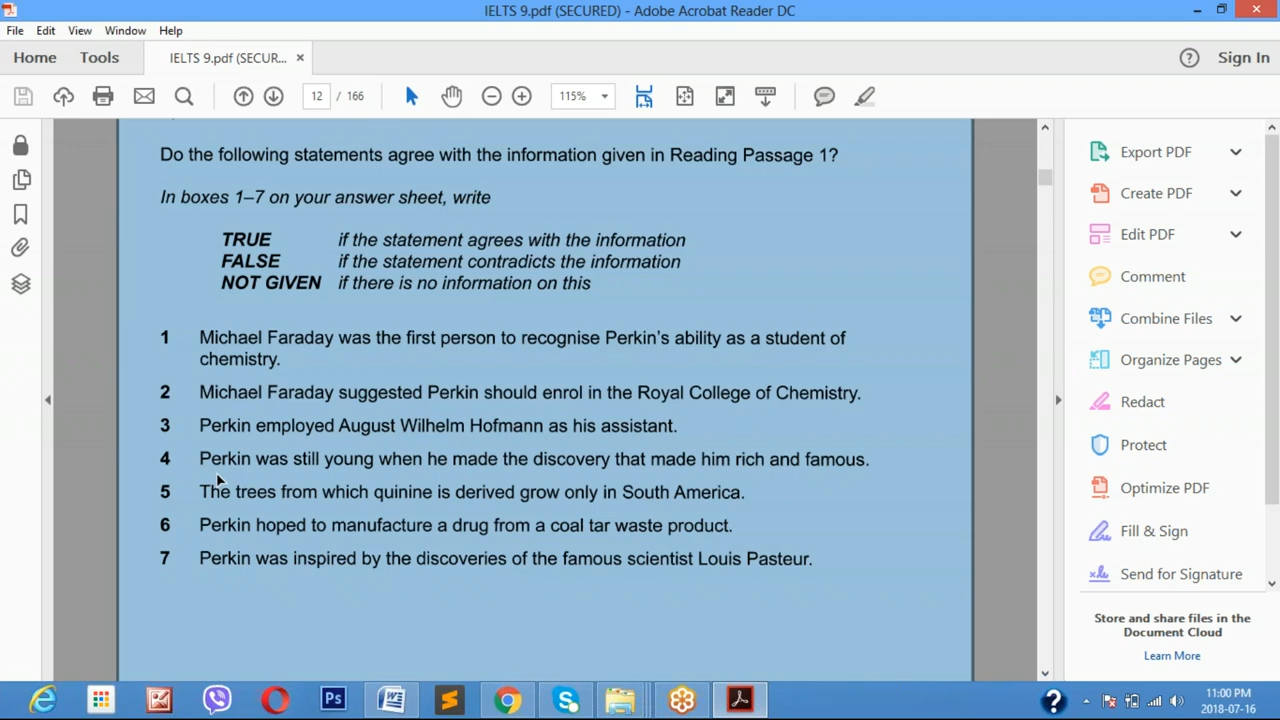 IELTS 9.pdf (SECURED) - Adobe Acrobat Reader DC
File Edit View Window Help
Home Tools IELTS 9.pdf (SECUR... × Sign In
12 / 166 115%
Do the following statements agree with the information given in Reading Passage 1?
In boxes 1–7 on your answer sheet, write
TRUE if the statement agrees with the information
FALSE if the statement contradicts the information
NOT GIVEN if there is no information on this
1 Michael Faraday was the first person to recognise Perkin's ability as a student of
chemistry.
2 Michael Faraday suggested Perkin should enrol in the Royal College of Chemistry.
3 Perkin employed August Wilhelm Hofmann as his assistant.
4 Perkin was still young when he made the discovery that made him rich and famous.
5 The trees from which quinine is derived grow only in South America.
6 Perkin hoped to manufacture a drug from a coal tar waste product.
7 Perkin was inspired by the discoveries of the famous scientist Louis Pasteur.
Export PDF
Create PDF
Edit PDF
Comment
Combine Files
Organize Pages
Redact
Protect
Optimize PDF
Fill & Sign
Send for Signature
Store and share files in the
Document Cloud
Learn More
Ps
11:00 PM
2018-07-16